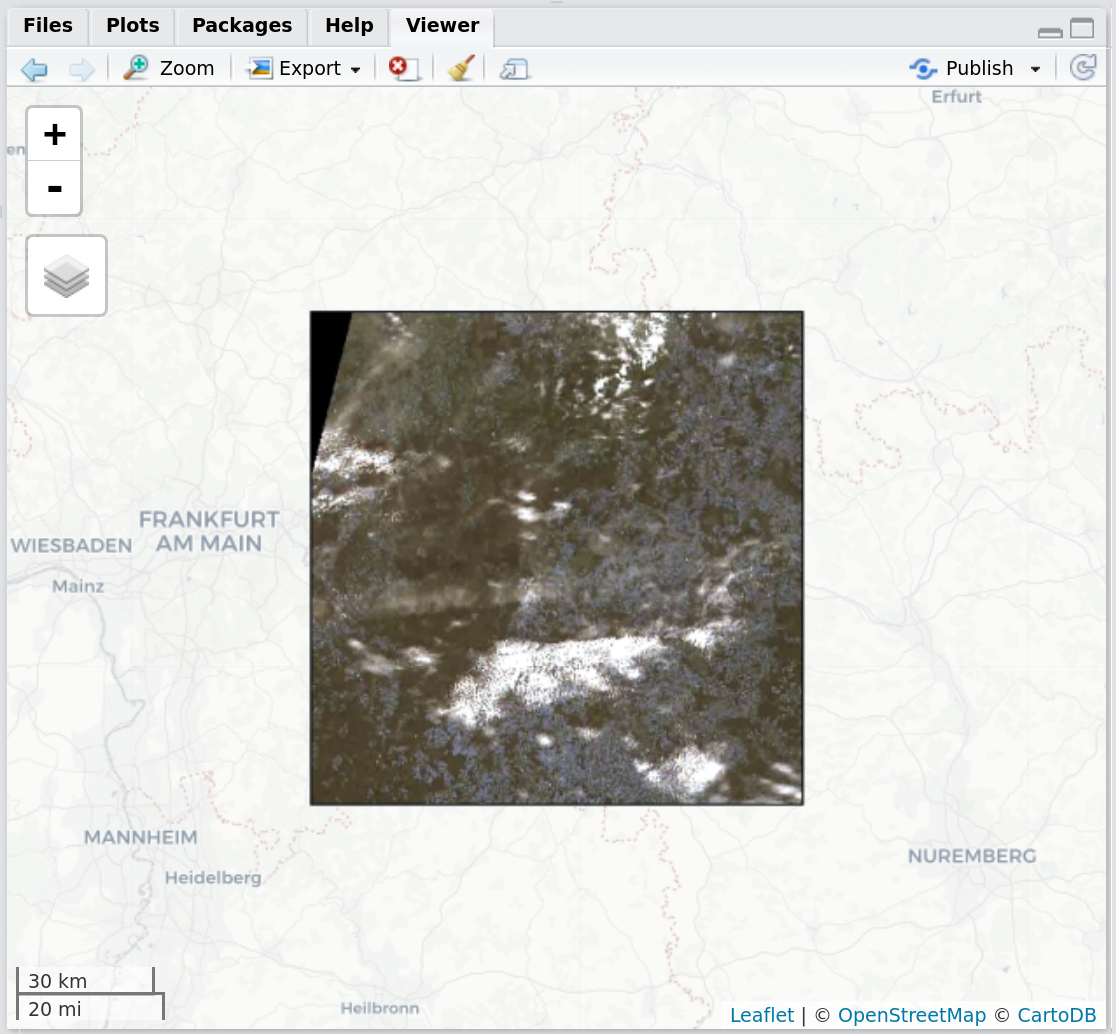 Files Plots Packages Help Viewer
Zoom Export Publish
Erfurt
en
+
-
FRANKFURT
AM MAIN
WIESBADEN
Mainz
MANNHEIM
Heidelberg
NUREMBERG
Heilbronn
30 km
20 mi
Leaflet | © OpenStreetMap © CartoDB